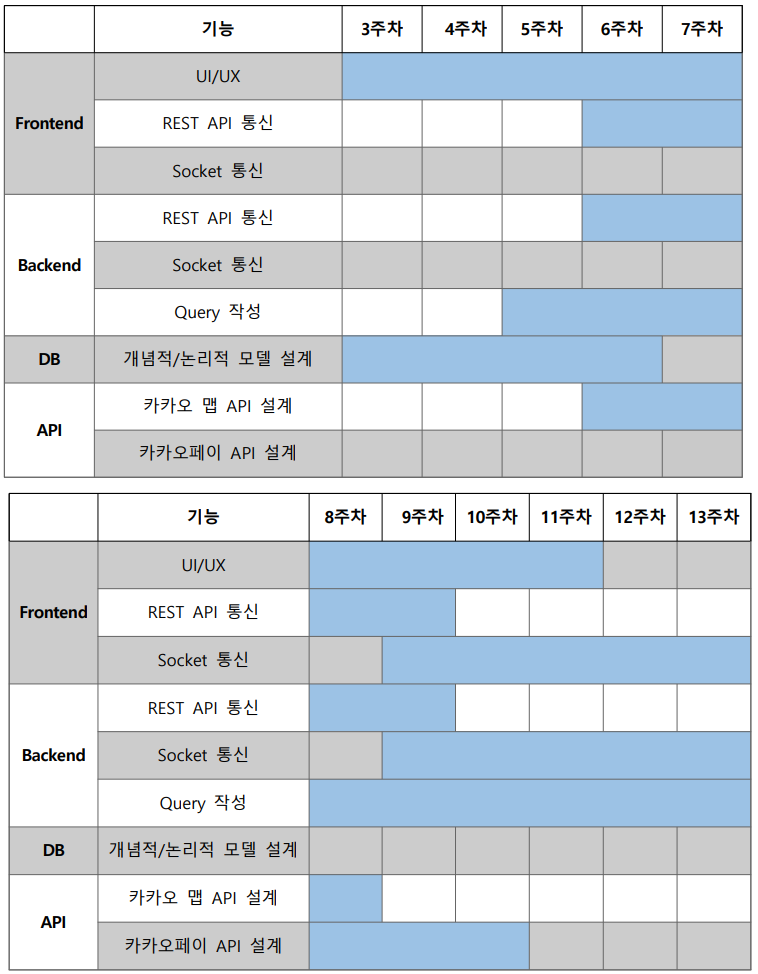 기능 3주차 4주차 5주차 6주차 7주차
UI/UX
Frontend REST API 통신
Socket 통신
REST API 통신
Backend Socket 통신
Query 작성
DB 개념적/논리적 모델 설계
카카오 맵 API 설계
API
카카오페이 API 설계
기능 8주차 9주차 10주차 11주차 12주차 13주차
UI/UX
Frontend REST API 통신
Socket 통신
REST API 통신
Backend Socket 통신
Query 작성
DB 개념적/논리적 모델 설계
카카오 맵 API 설계
API
카카오페이 API 설계